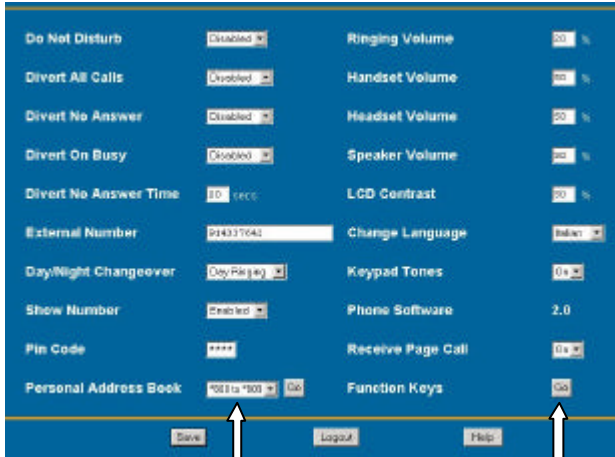 Do Not Disturb Disabled Ringing Volume 20 %
Divert All Calls Disabled Handset Volume %
Divert No Answer Disabled Headset Volume 50 %
Divert On Busy Disabled Speaker Volume %
Divert No Answer Time secs LCD Contrast 50 %
External Number Change Language Italian
Day/Night Changeover Day Ringing Keypad Tones On
Show Number Enabled Phone Software 2.0
Pin Code **** Receive Page Call On
Personal Address Book Go Function Keys Go
Save Logout Help